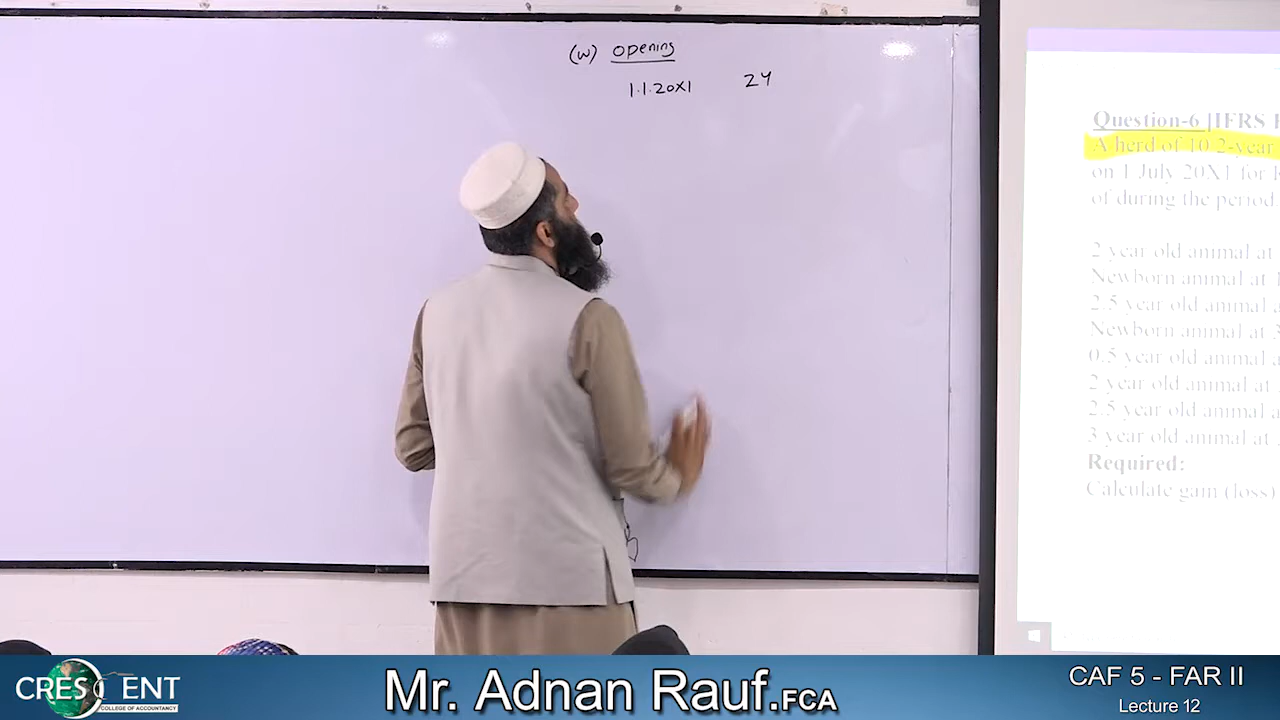 (W) Opening
1.1.20X1 2Y
Question-6 [IFRS
A herd of 10 2-year
on 1 July 20X1 for
of during the period
2 year old animal at
Newborn animal at
2.5 year old animal
Newborn animal at
0.5 year old animal
2 year old animal at
2.5 year old animal
3 year old animal at
Required:
Calculate gain (loss)
CRESCENT
COLLEGE OF ACCOUNTANCY
Mr. Adnan Rauf.FCA
CAF 5 - FAR II
Lecture 12